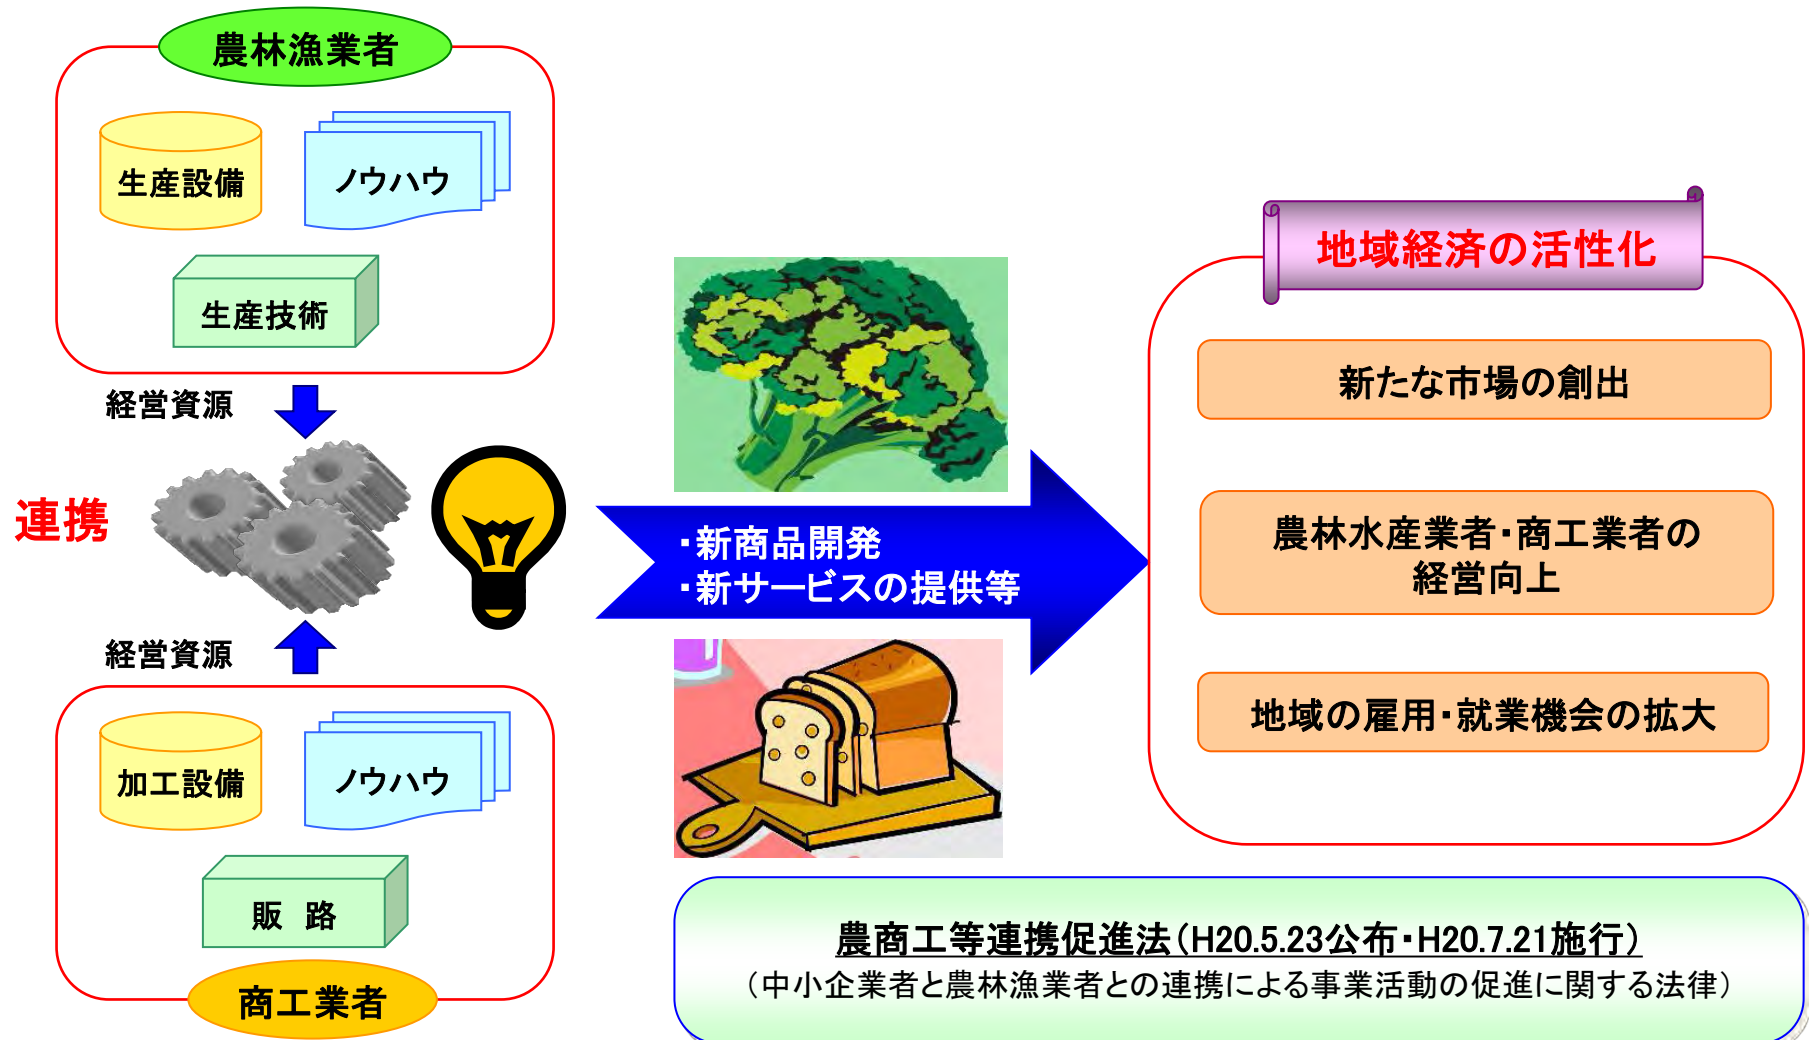 農林漁業者
生産設備
ノウハウ
生産技術
経営資源
連携
経営資源
加工設備
ノウハウ
販 路
商工業者
・新商品開発
・新サービスの提供等
地域経済の活性化
新たな市場の創出
農林水産業者・商工業者の
経営向上
地域の雇用・就業機会の拡大
農商工等連携促進法（H20.5.23公布・H20.7.21施行）
（中小企業者と農林漁業者との連携による事業活動の促進に関する法律）